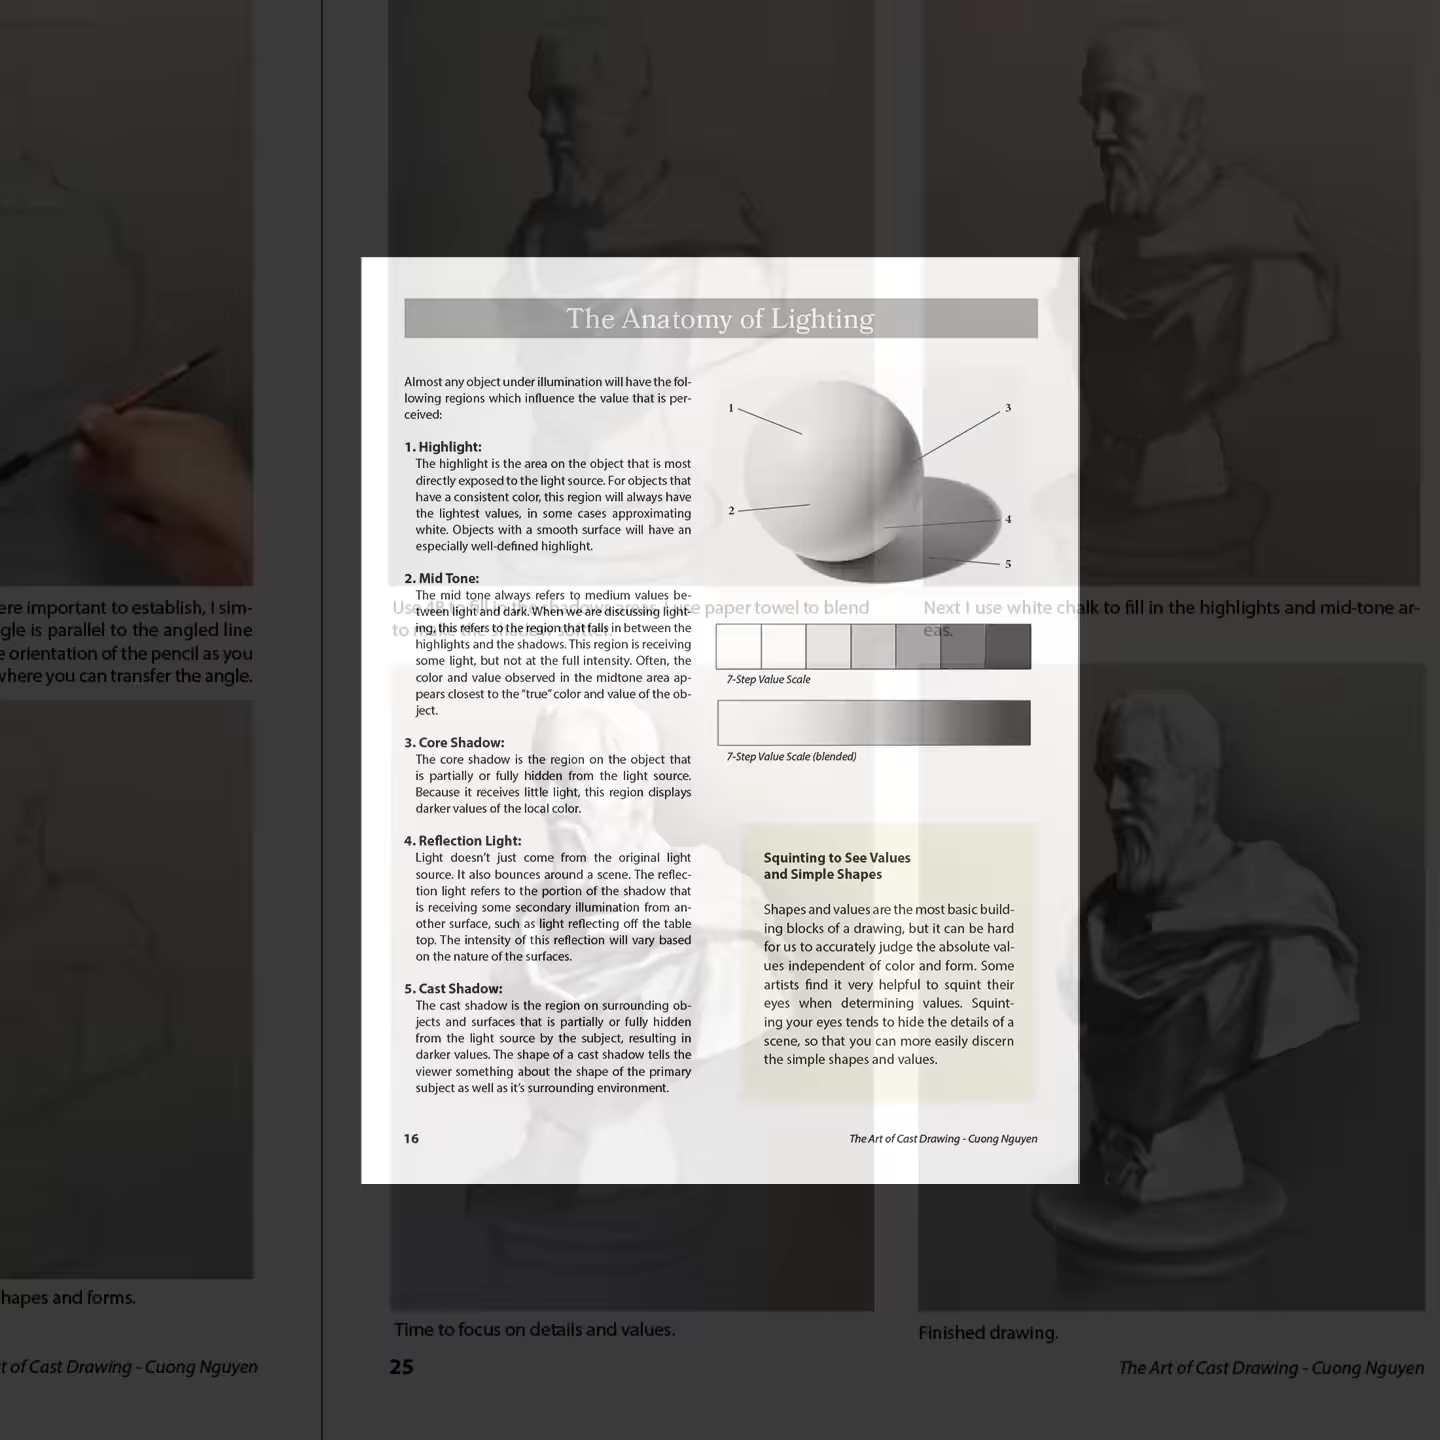 The Anatomy of Lighting
Almost any object under illumination will have the fol-
lowing regions which influence the value that is per-
ceived:
1. Highlight:
The highlight is the area on the object that is most
directly exposed to the light source. For objects that
have a consistent color, this region will always have
the lightest values, in some cases approximating
white. Objects with a smooth surface will have an
especially well-defined highlight.
2. Mid Tone:
The mid tone always refers to medium values be-
tween light and dark. When we are discussing light-
ing, this refers to the region that falls in between the
highlights and the shadows. This region is receiving
some light, but not at the full intensity. Often, the
color and value observed in the midtone area ap-
pears closest to the "true" color and value of the ob-
ject.
3. Core Shadow:
The core shadow is the region on the object that
is partially or fully hidden from the light source.
Because it receives little light, this region displays
darker values of the local color.
4. Reflection Light:
Light doesn't just come from the original light
source. It also bounces around a scene. The reflec-
tion light refers to the portion of the shadow that
is receiving some secondary illumination from an-
other surface, such as light reflecting off the table
top. The intensity of this reflection will vary based
on the nature of the surfaces.
5. Cast Shadow:
The cast shadow is the region on surrounding ob-
jects and surfaces that is partially or fully hidden
from the light source by the subject, resulting in
darker values. The shape of a cast shadow tells the
viewer something about the shape of the primary
subject as well as it's surrounding environment.
1
2
3
4
5
7-Step Value Scale
7-Step Value Scale (blended)
Squinting to See Values
and Simple Shapes
Shapes and values are the most basic build-
ing blocks of a drawing, but it can be hard
for us to accurately judge the absolute val-
ues independent of color and form. Some
artists find it very helpful to squint their
eyes when determining values. Squint-
ing your eyes tends to hide the details of a
scene, so that you can more easily discern
the simple shapes and values.
16
The Art of Cast Drawing - Cuong Nguyen
ere important to establish, I sim-
gle is parallel to the angled line
e orientation of the pencil as you
where you can transfer the angle.
Use 4B to fill in the shadows areas. I use paper towel to blend
to make the shadow softer.
Next I use white chalk to fill in the highlights and mid-tone ar-
eas.
hapes and forms.
Time to focus on details and values.
Finished drawing.
t of Cast Drawing - Cuong Nguyen
25
The Art of Cast Drawing - Cuong Nguyen